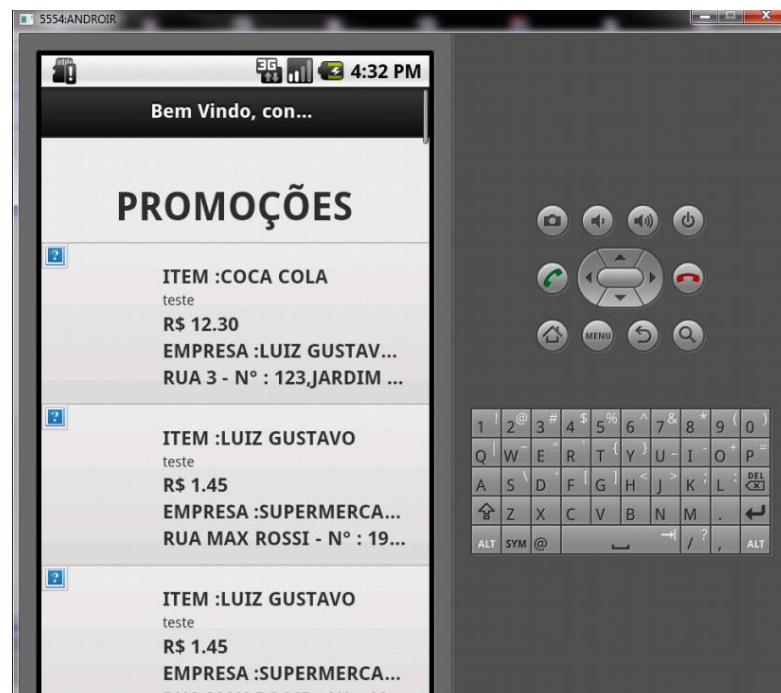 5554:ANDROIR
3G 4:32 PM
Bem Vindo, con...
PROMOÇÕES
ITEM :COCA COLA
teste
R$ 12.30
EMPRESA :LUIZ GUSTAV...
RUA 3 - N° : 123,JARDIM ...
ITEM :LUIZ GUSTAVO
teste
R$ 1.45
EMPRESA :SUPERMERCA...
RUA MAX ROSSI - N° : 19...
ITEM :LUIZ GUSTAVO
teste
R$ 1.45
EMPRESA :SUPERMERCA...
MENU
1 ! 2 @ 3 # 4 $ 5 % 6 ^ 7 & 8 * 9 ( 0 )
Q | W ~ E " R ` T { Y } U - I - O + P =
A S \ D ' F [ G ] H < J > K ; L : DEL
Z X C V B N M .
ALT SYM @ / ? , ALT